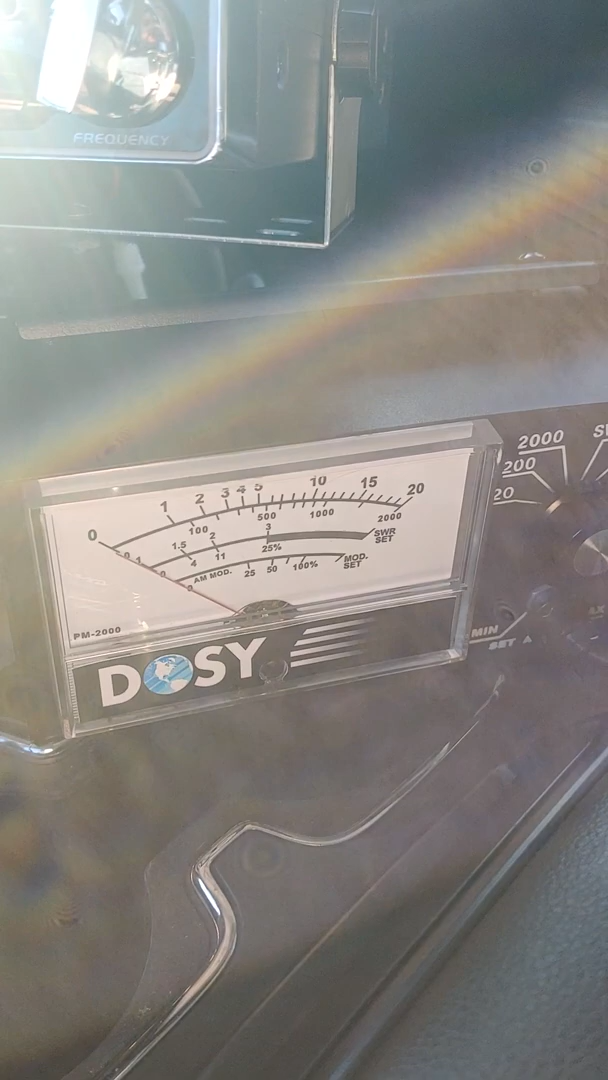 FREQUENCY
0 1 2 3 4 5 10 15 20
0 100 500 1000 2000
1 1.5 2 3 SWR SET
0 4 11 25%
0 AM MOD. 25 50 100% MOD. SET
PM-2000
DOSY
2000
200
20
MIN
SET